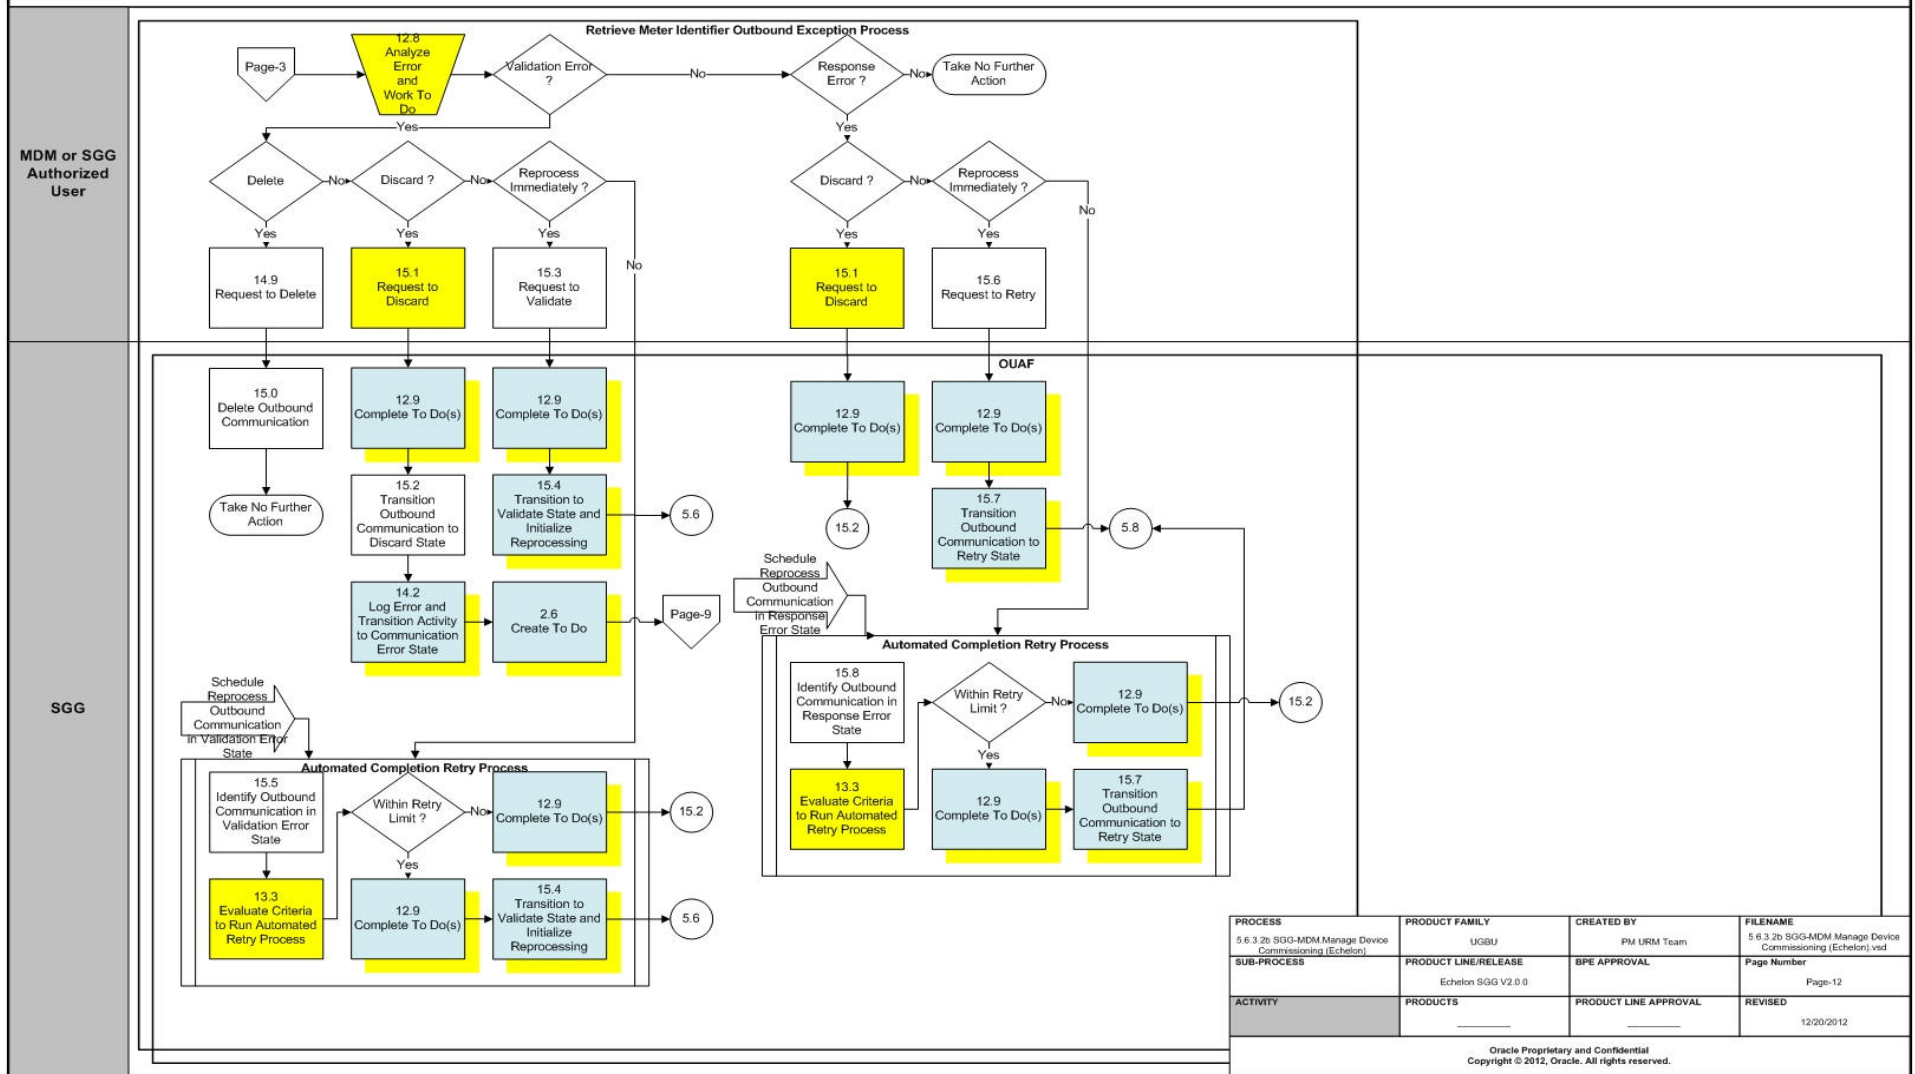 Retrieve Meter Identifier Outbound Exception Process
MDM or SGG
Authorized
User
Page-3
12.8
Analyze
Error
and
Work To
Do
Validation Error
?
No
Response
Error ?
No
Take No Further
Action
Yes
Yes
Delete
No
Discard ?
No
Reprocess
Immediately ?
Discard ?
No
Reprocess
Immediately ?
No
Yes
Yes
Yes
Yes
Yes
No
14.9
Request to Delete
15.1
Request to
Discard
15.3
Request to
Validate
15.1
Request to
Discard
15.6
Request to Retry
SGG
OUAF
15.0
Delete Outbound
Communication
12.9
Complete To Do(s)
12.9
Complete To Do(s)
12.9
Complete To Do(s)
12.9
Complete To Do(s)
Take No Further
Action
15.2
Transition
Outbound
Communication to
Discard State
15.4
Transition to
Validate State and
Initialize
Reprocessing
5.6
15.2
15.7
Transition
Outbound
Communication to
Retry State
5.8
14.2
Log Error and
Transition Activity
to Communication
Error State
2.6
Create To Do
Page-9
Schedule
Reprocess
Outbound
Communication
in Response
Error State
Automated Completion Retry Process
15.8
Identify Outbound
Communication in
Response Error
State
Within Retry
Limit ?
No
12.9
Complete To Do(s)
15.2
Yes
13.3
Evaluate Criteria
to Run Automated
Retry Process
12.9
Complete To Do(s)
15.7
Transition
Outbound
Communication to
Retry State
Schedule
Reprocess
Outbound
Communication
in Validation Error
State
Automated Completion Retry Process
15.5
Identify Outbound
Communication in
Validation Error
State
Within Retry
Limit ?
No
12.9
Complete To Do(s)
15.2
Yes
13.3
Evaluate Criteria
to Run Automated
Retry Process
12.9
Complete To Do(s)
15.4
Transition to
Validate State and
Initialize
Reprocessing
5.6
PROCESS
5.6.3.2b SGG-MDM.Manage Device
Commissioning (Echelon)
PRODUCT FAMILY
UGBU
CREATED BY
PM URM Team
FILENAME
5.6.3.2b SGG-MDM.Manage Device
Commissioning (Echelon).vsd
SUB-PROCESS
PRODUCT LINE/RELEASE
Echelon SGG V2.0.0
BPE APPROVAL
Page Number
Page-12
ACTIVITY
PRODUCTS
PRODUCT LINE APPROVAL
REVISED
12/20/2012
Oracle Proprietary and Confidential
Copyright © 2012, Oracle. All rights reserved.